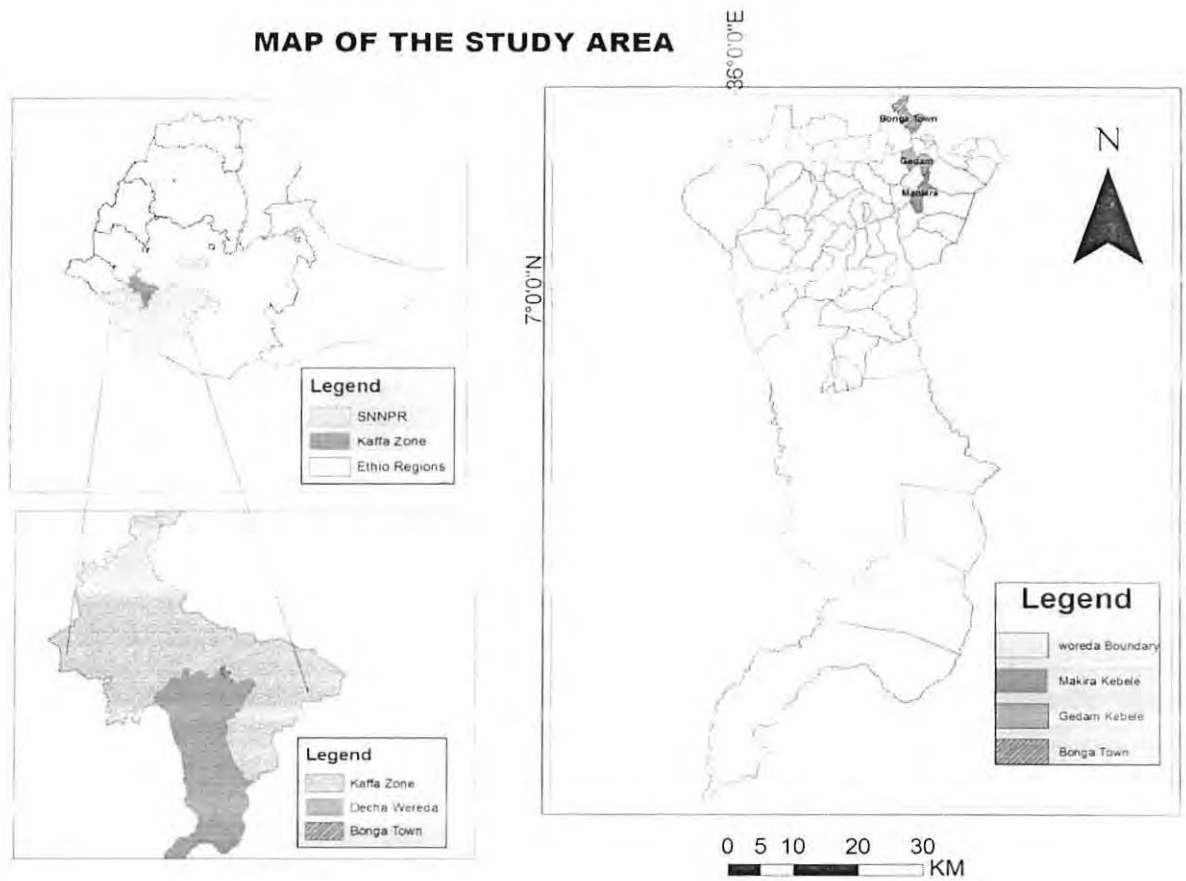 MAP OF THE STUDY AREA
36°0'0"E
7°0'0"N
Bonga Town
Gedam
N
Legend
SNNPR
Kaffa Zone
Ethio Regions
Legend
Kaffa Zone
Decha Wereda
Bonga Town
Legend
woreda Boundary
Makira Kebele
Gedam Kebele
Bonga Town
0 5 10 20 30
KM